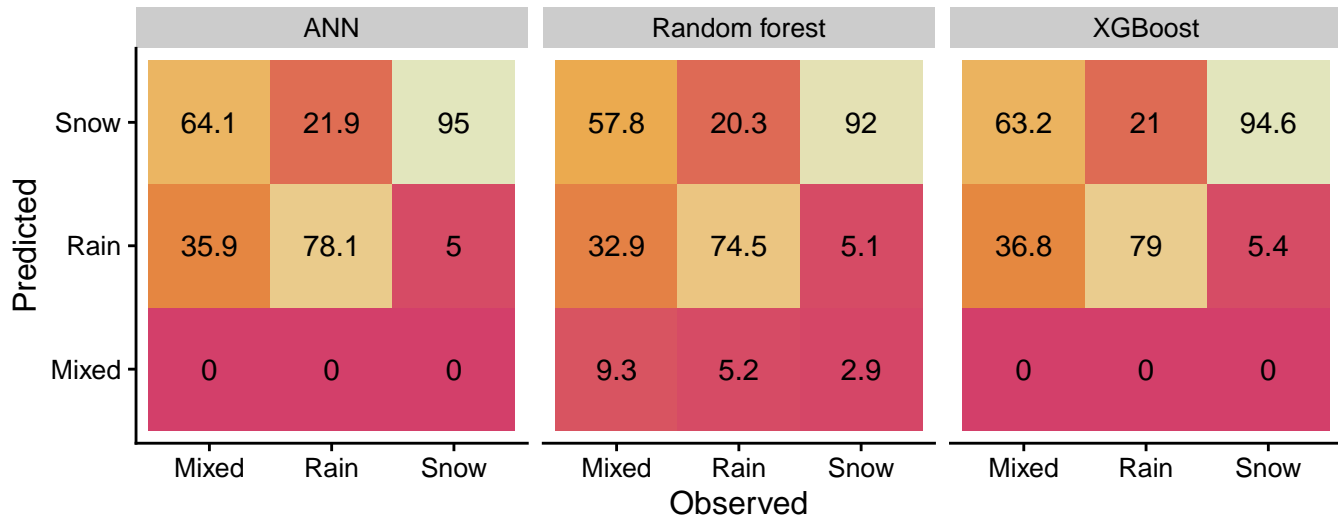 ANN Random forest XGBoost
Snow 64.1 21.9 95 57.8 20.3 92 63.2 21 94.6
Rain 35.9 78.1 5 32.9 74.5 5.1 36.8 79 5.4
Mixed 0 0 0 9.3 5.2 2.9 0 0 0
Predicted
Mixed Rain Snow Mixed Rain Snow Mixed Rain Snow
Observed